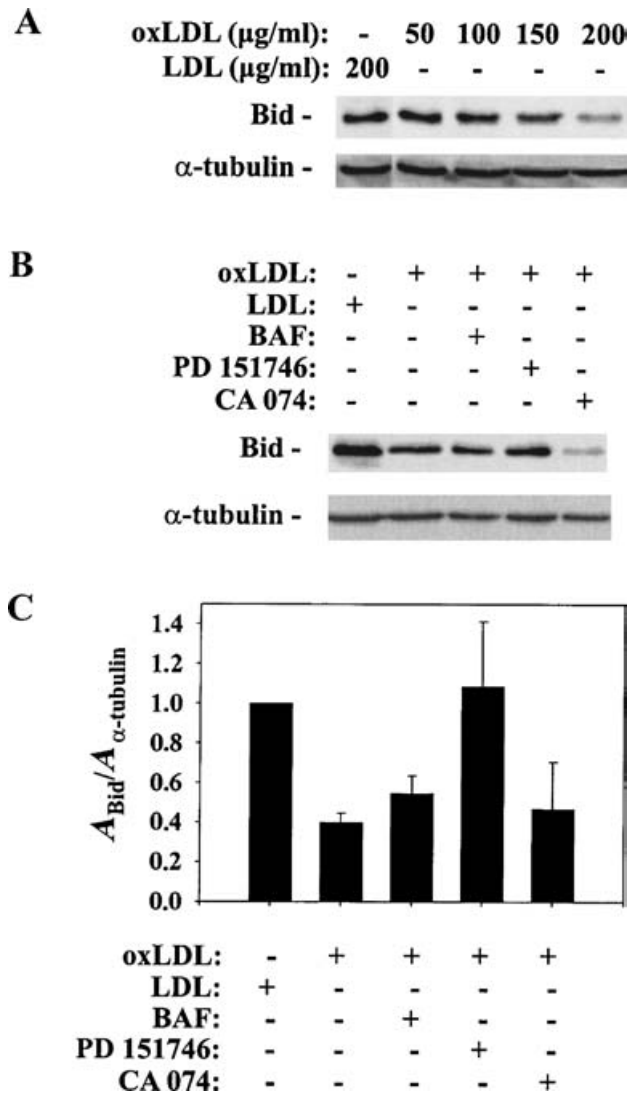 A
oxLDL (μg/ml): - 50 100 150 200
LDL (μg/ml) 200 - - - -
Bid -
α-tubulin -
B
oxLDL: - + + + +
LDL: + - - - -
BAF: - - + - -
PD 151746: - - - + -
CA 074: - - - - +
Bid -
α-tubulin -
C
1.4
1.2
1.0
0.8
0.6
0.4
0.2
0.0
A Bid/A α-tubulin
oxLDL: - + + + +
LDL: + - - - -
BAF: - - + - -
PD 151746: - - - + -
CA 074: - - - - +